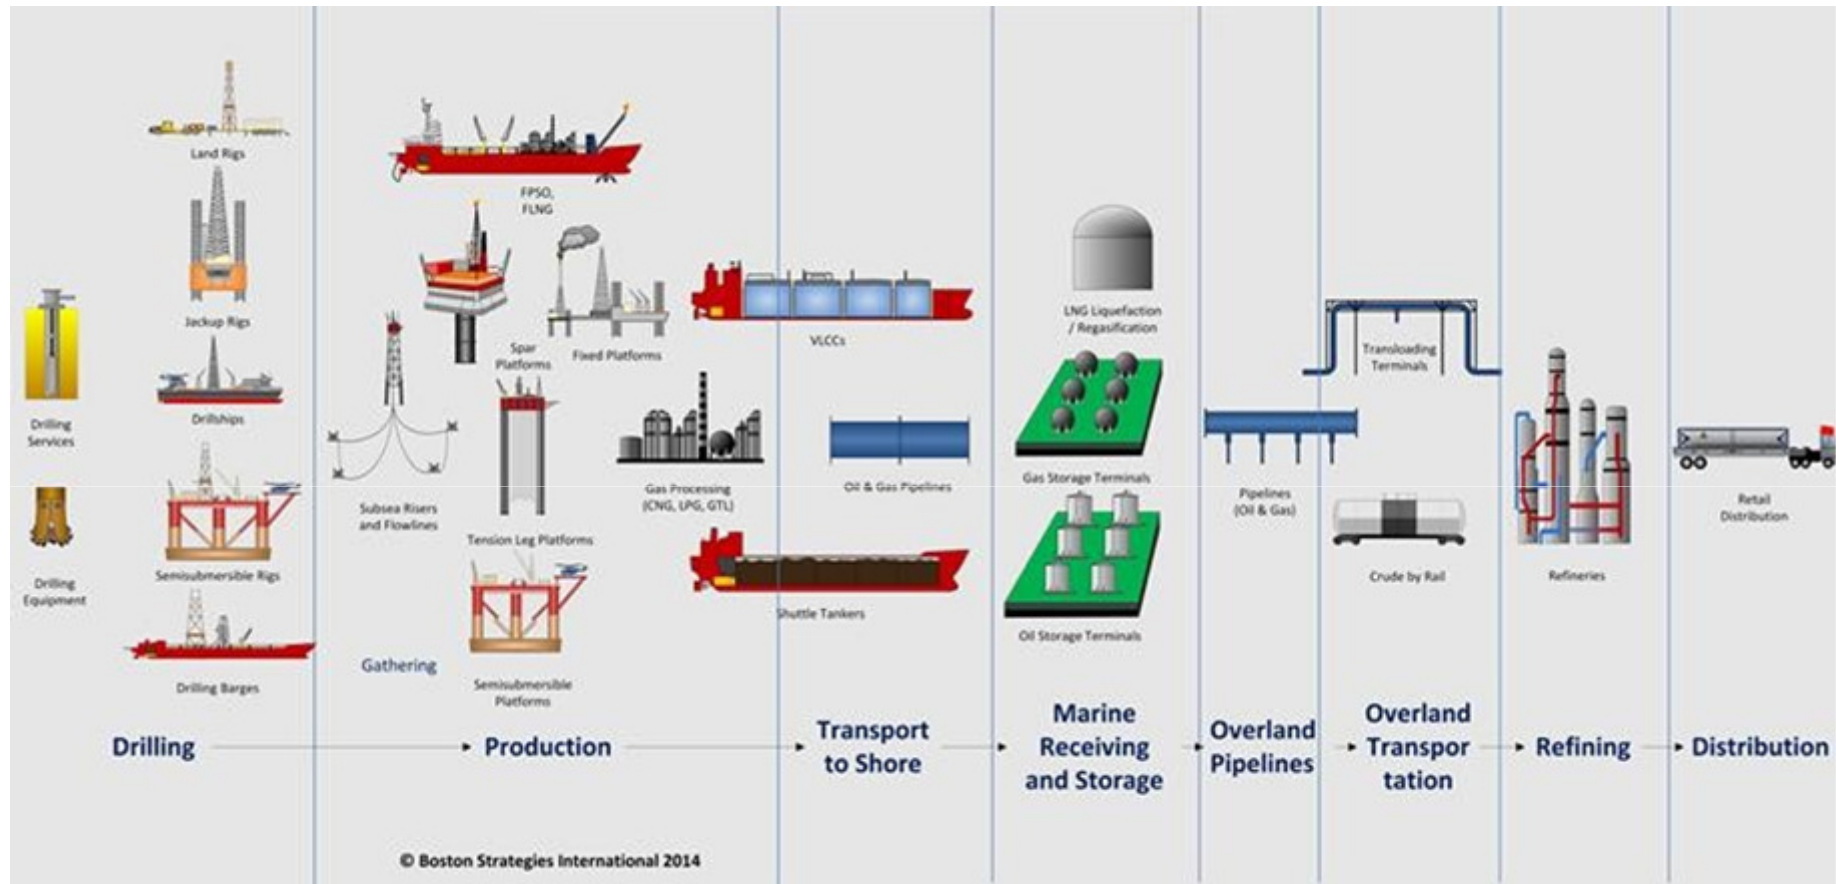 Land Rigs
Jackup Rigs
Drilling
Services
Drillships
Drilling
Equipment
Semisubmersible Rigs
Drilling Barges
FPSO,
FLNG
Spar
Platforms
Fixed Platforms
Subsea Risers
and Flowlines
Tension Leg Platforms
Gas Processing
(CNG, LPG, GTL)
Gathering
Semisubmersible
Platforms
VLCCs
Oil & Gas Pipelines
Shuttle Tankers
LNG Liquefaction
/ Regasification
Gas Storage Terminals
Oil Storage Terminals
Pipelines
(Oil & Gas)
Transloading
Terminals
Crude by Rail
Refineries
Retail
Distribution
Drilling
Production
Transport
to Shore
Marine
Receiving
and Storage
Overland
Pipelines
Overland
Transpor
tation
Refining
Distribution
© Boston Strategies International 2014